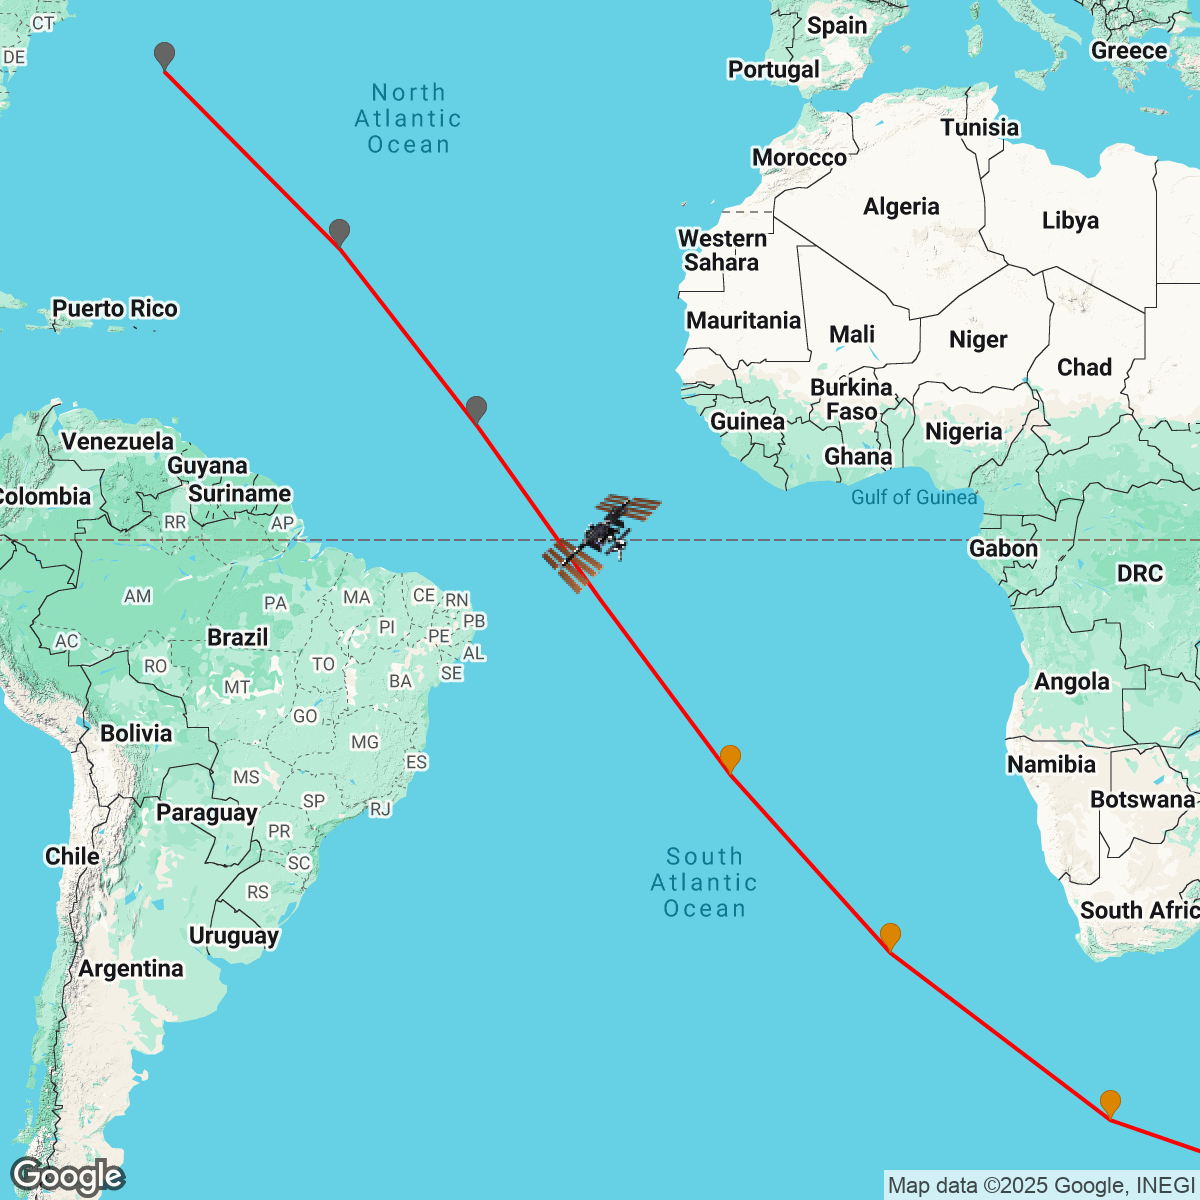 CT
Spain
DE
Greece
Portugal
North
Atlantic
Ocean
Tunisia
Morocco
Algeria
Libya
Western
Sahara
Puerto Rico
Mauritania
Mali
Niger
Chad
Burkina
Faso
Guinea
Nigeria
Venezuela
Ghana
Guyana
Colombia
Suriname
Gulf of Guinea
RR
AP
Gabon
DRC
AM
PA
MA
CE
RN
PB
PI
PE
AC
Brazil
AL
RO
TO
SE
BA
MT
Angola
GO
Bolivia
MG
ES
Namibia
MS
SP
RJ
Botswana
Paraguay
PR
Chile
SC
South
Atlantic
Ocean
RS
South Afric
Uruguay
Argentina
Google
Map data ©2025 Google, INEGI